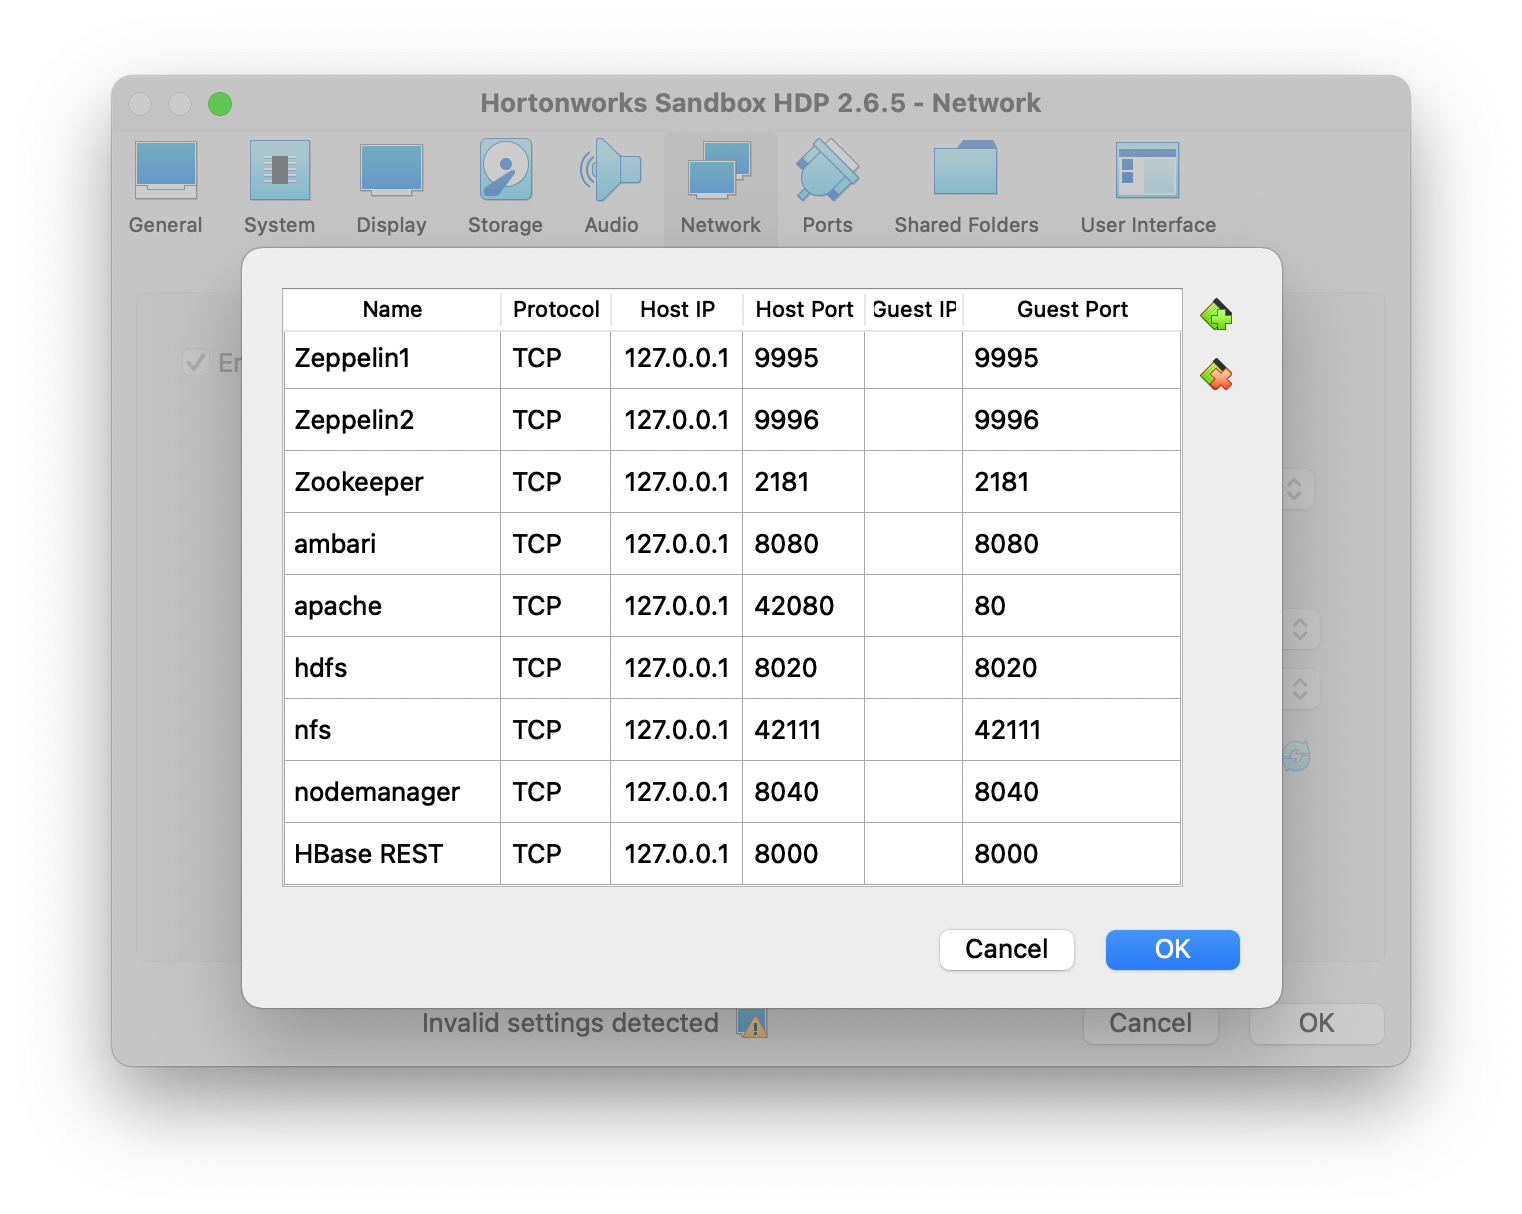 Hortonworks Sandbox HDP 2.6.5 - Network
General System Display Storage Audio Network Ports Shared Folders User Interface
Name Protocol Host IP Host Port Guest IP Guest Port
Zeppelin1 TCP 127.0.0.1 9995 9995
Zeppelin2 TCP 127.0.0.1 9996 9996
Zookeeper TCP 127.0.0.1 2181 2181
ambari TCP 127.0.0.1 8080 8080
apache TCP 127.0.0.1 42080 80
hdfs TCP 127.0.0.1 8020 8020
nfs TCP 127.0.0.1 42111 42111
nodemanager TCP 127.0.0.1 8040 8040
HBase REST TCP 127.0.0.1 8000 8000
Cancel OK
Invalid settings detected Cancel OK